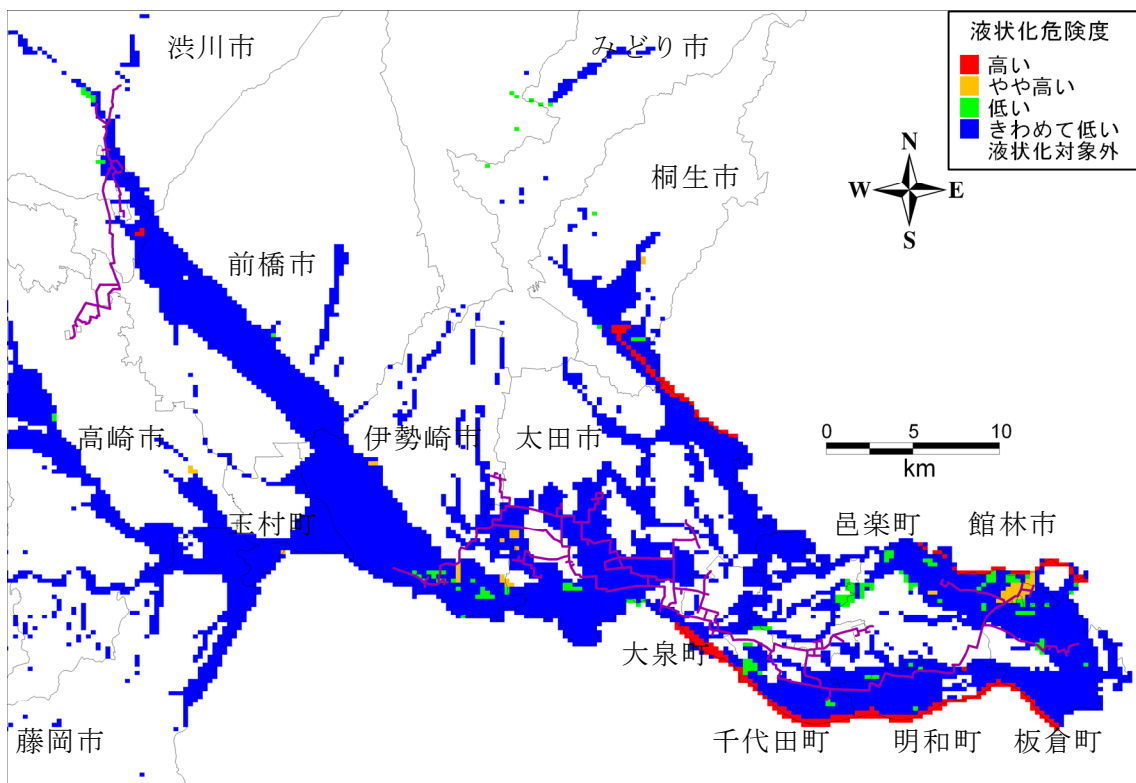 渋川市
みどり市
液状化危険度
高い
やや高い
低い
きわめて低い
液状化対象外
N
W
E
S
桐生市
前橋市
高崎市
伊勢崎市
太田市
0
5
10
km
玉村町
邑楽町
館林市
大泉町
藤岡市
千代田町
明和町
板倉町